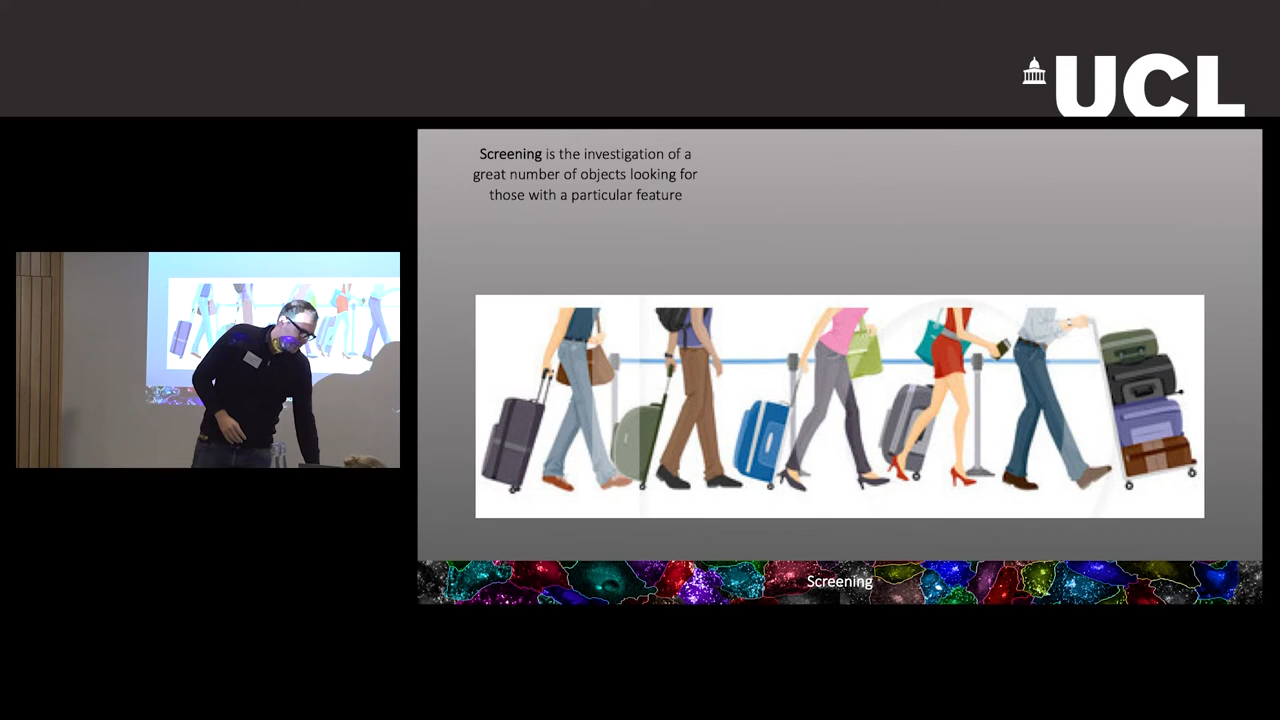 UCL
Screening is the investigation of a
great number of objects looking for
those with a particular feature
Screening